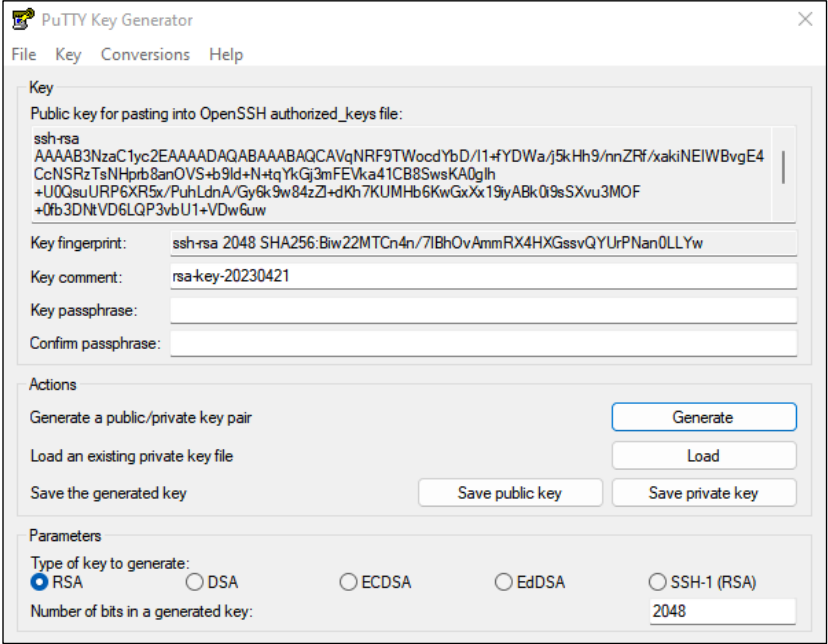 PuTTY Key Generator
File Key Conversions Help
Key
Public key for pasting into OpenSSH authorized_keys file:
ssh-rsa
AAAAB3NzaC1yc2EAAAADAQABAAABAQCAVqNRF9TWocdYbD/I1+fYDWa/j5kHh9/nnZRf/xakiNEIWBvgE4
CcNSRzTsNHprb8anOVS+b9Id+N+tqYkGj3mFEVka41CB8SwsKA0glh
+U0QsuURP6XR5x/PuhLdnA/Gy6k9w84zZl+dKh7KUMHb6KwGxXx19iyABk0i9sSXvu3MOF
+0fb3DNtVD6LQP3vbU1+VDw6uw
Key fingerprint: ssh-rsa 2048 SHA256:Biw22MTCn4n/7IBhOvAmmRX4HXGssvQYUrPNan0LLYw
Key comment: rsa-key-20230421
Key passphrase:
Confirm passphrase:
Actions
Generate a public/private key pair Generate
Load an existing private key file Load
Save the generated key Save public key Save private key
Parameters
Type of key to generate:
RSA DSA ECDSA EdDSA SSH-1 (RSA)
Number of bits in a generated key: 2048